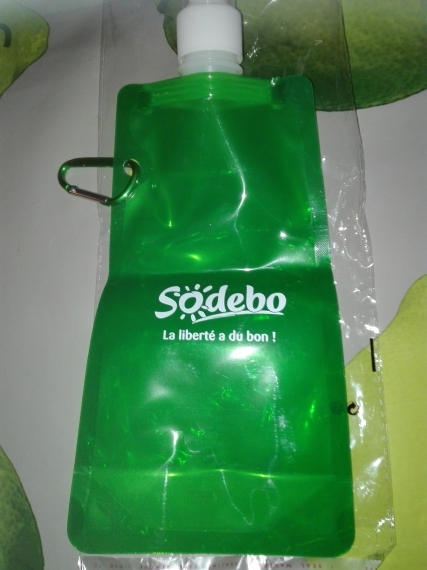 Sodebo
La liberté a du bon !